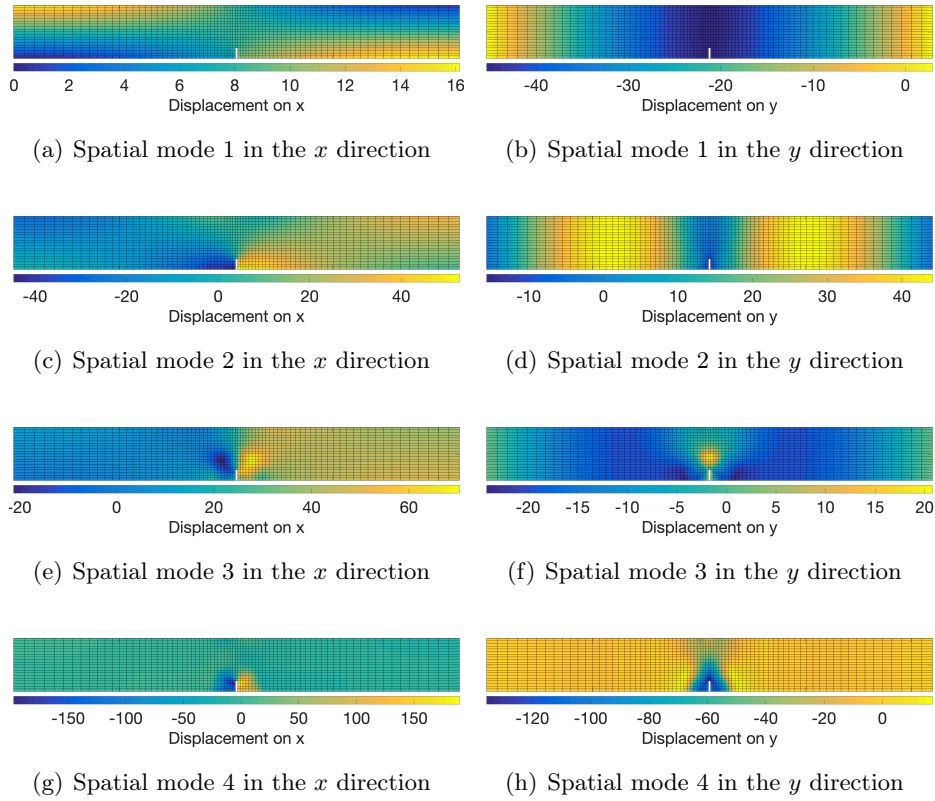 0 2 4 6 8 10 12 14 16
Displacement on x
(a) Spatial mode 1 in the x direction
-40 -30 -20 -10 0
Displacement on y
(b) Spatial mode 1 in the y direction
-40 -20 0 20 40
Displacement on x
(c) Spatial mode 2 in the x direction
-10 0 10 20 30 40
Displacement on y
(d) Spatial mode 2 in the y direction
-20 0 20 40 60
Displacement on x
(e) Spatial mode 3 in the x direction
-20 -15 -10 -5 0 5 10 15 20
Displacement on y
(f) Spatial mode 3 in the y direction
-150 -100 -50 0 50 100 150
Displacement on x
(g) Spatial mode 4 in the x direction
-120 -100 -80 -60 -40 -20 0
Displacement on y
(h) Spatial mode 4 in the y direction